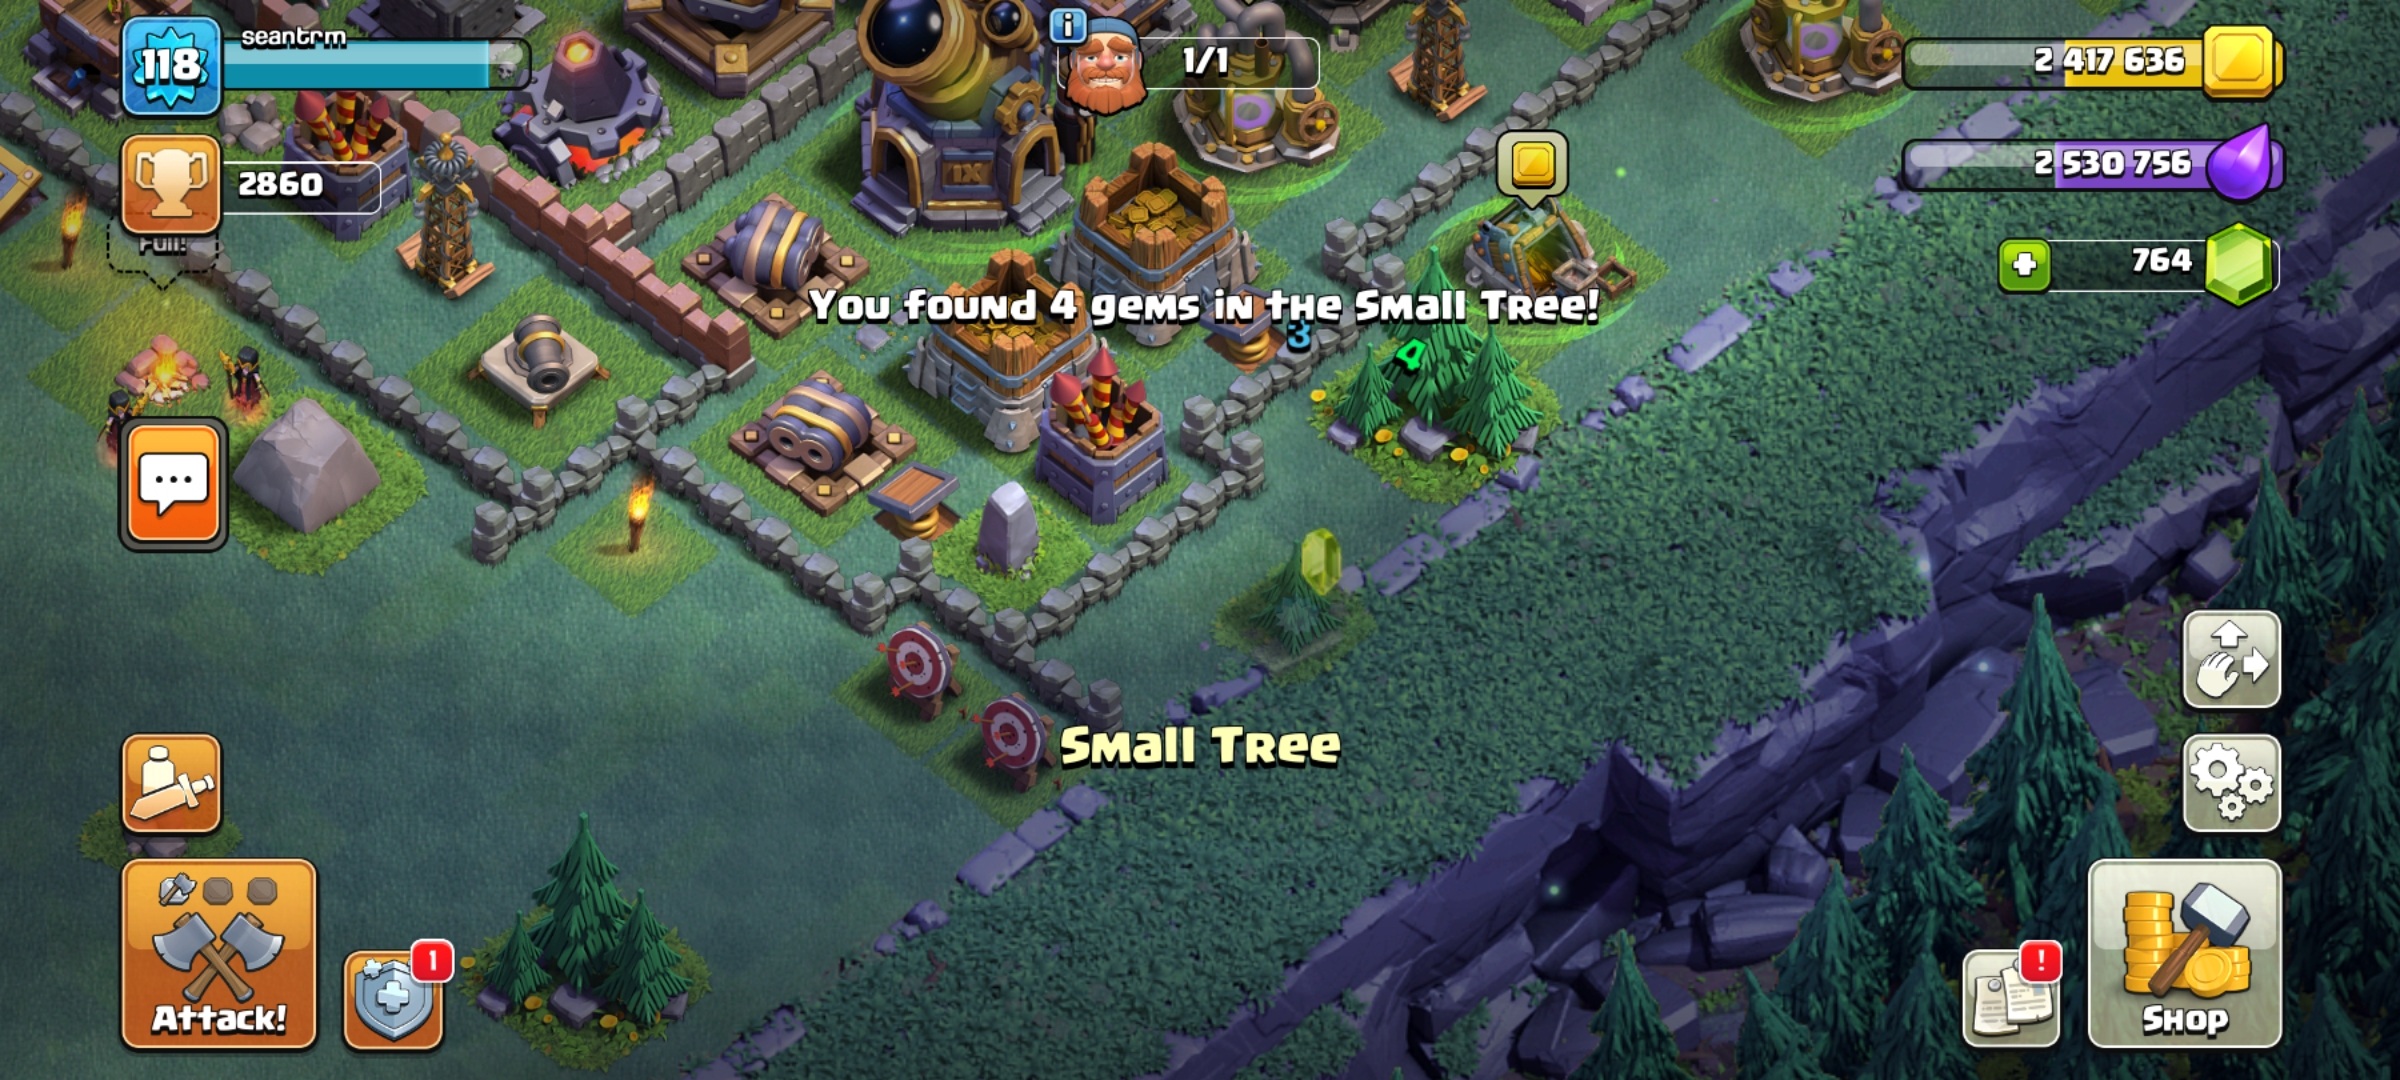 118
seantrm
1/1
2 417 636
2860
2 530 756
Full!
764
You found 4 gems in the Small Tree!
3
4
IX
Small Tree
1
!
Attack!
Shop